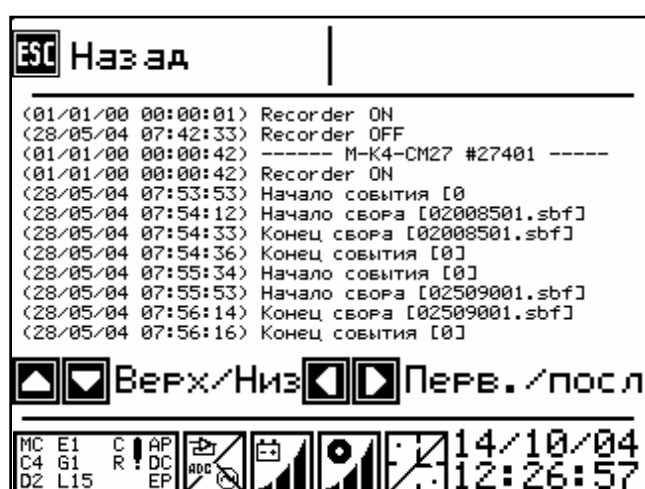 ESC Назад
(01/01/00 00:00:01) Recorder ON
(28/05/04 07:42:33) Recorder OFF
(01/01/00 00:00:42) ------ M-K4-CM27 #27401 -----
(01/01/00 00:00:42) Recorder ON
(28/05/04 07:53:53) Начало события [0
(28/05/04 07:54:12) Начало сбора [02008501.sbf]
(28/05/04 07:54:33) Конец сбора [02008501.sbf]
(28/05/04 07:54:36) Конец события [0]
(28/05/04 07:55:34) Начало события [0]
(28/05/04 07:55:53) Начало сбора [02509001.sbf]
(28/05/04 07:56:14) Конец сбора [02509001.sbf]
(28/05/04 07:56:16) Конец события [0]
Верх/Низ Перв./посл
MC E1 C AP
C4 G1 R DC
D2 L15 EP
ADC
14/10/04
12:26:57